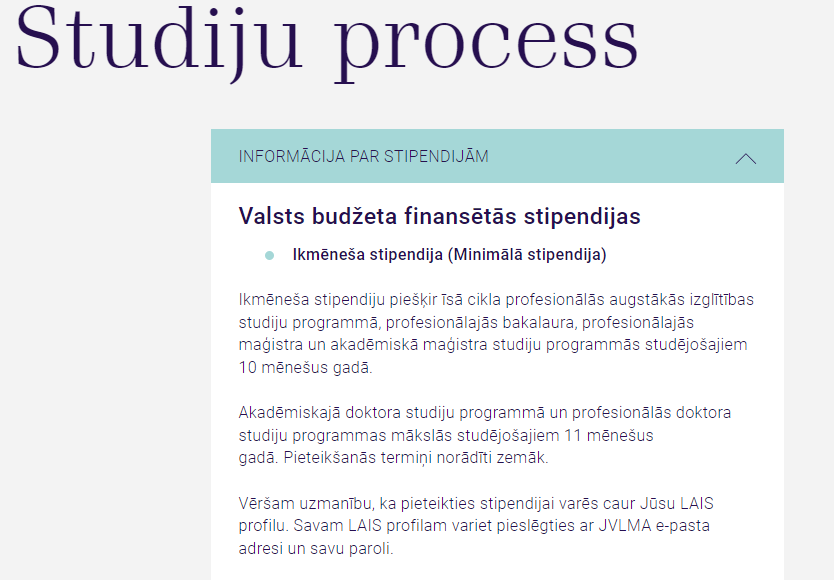 Studiju process
INFORMĀCIJA PAR STIPENDIJĀM
Valsts budžeta finansētās stipendijas
Ikmēneša stipendija (Minimālā stipendija)
Ikmēneša stipendiju piešķir īsā cikla profesionālās augstākās izglītības
studiju programmā, profesionālajās bakalaura, profesionālajās
maģistra un akadēmiskā maģistra studiju programmās studējošajiem
10 mēnešus gadā.
Akadēmiskajā doktora studiju programmā un profesionālās doktora
studiju programmas mākslās studējošajiem 11 mēnešus
gadā. Pieteikšanās termiņi norādīti zemāk.
Vēršam uzmanību, ka pieteikties stipendijai varēs caur Jūsu LAIS
profilu. Savam LAIS profilam variet pieslēgties ar JVLMA e-pasta
adresi un savu paroli.